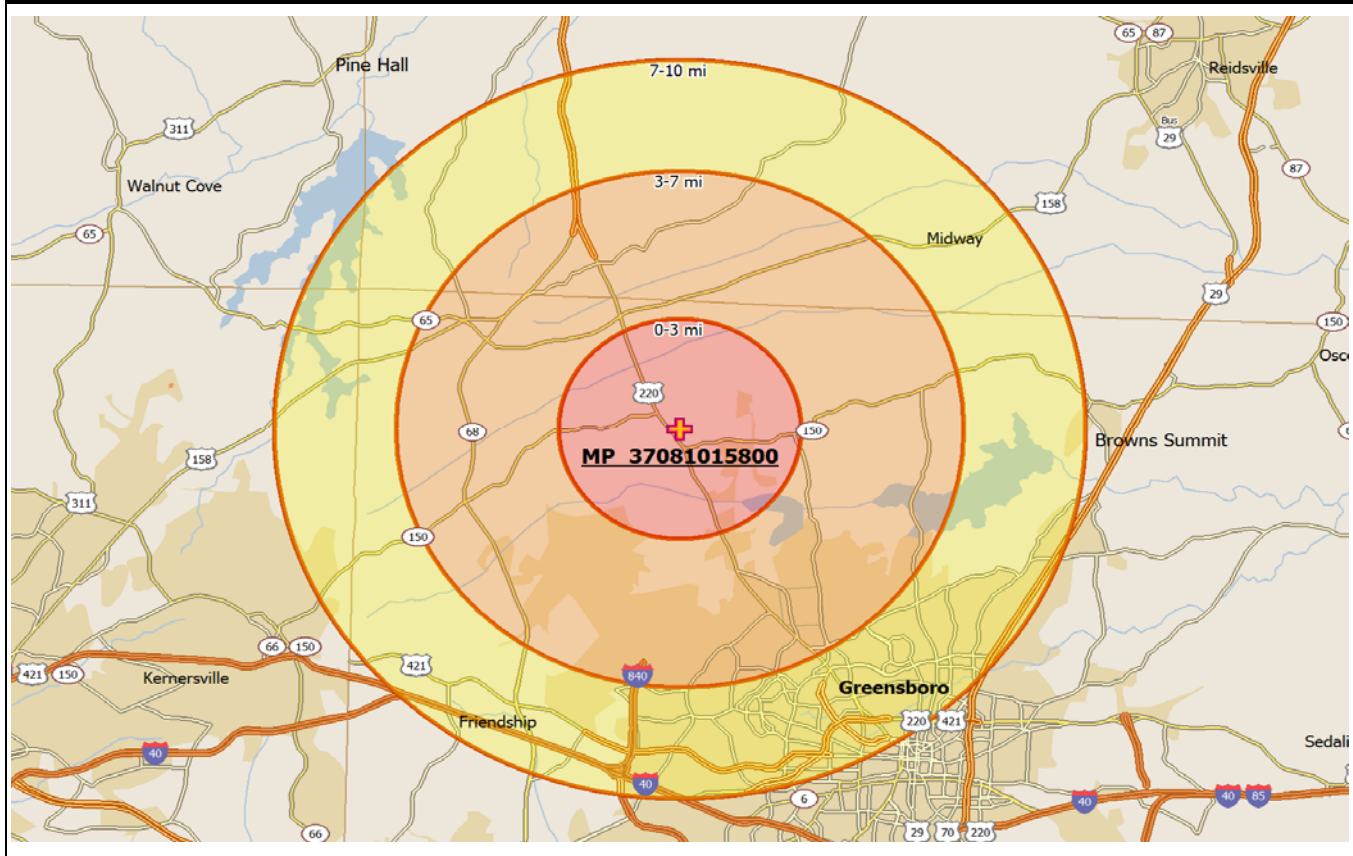 65 87
Pine Hall
7-10 mi
Reidsville
311
Bus
29
Walnut Cove
3-7 mi
87
158
65
Midway
29
65
0-3 mi
150
Osc
220
68
150
Browns Summit
MP 37081015800
158
311
150
66 150
421
421 150
Kernersville
840
Greensboro
Friendship
220 421
Sedali
40
40
6
40
40 85
66
29 70 220